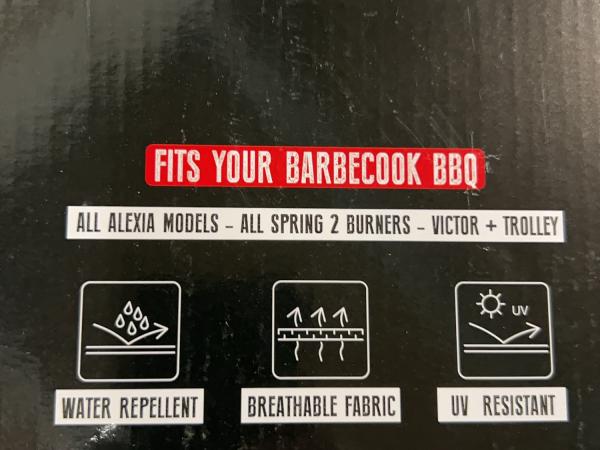 FITS YOUR BARBECOOK BBQ
ALL ALEXIA MODELS - ALL SPRING 2 BURNERS - VICTOR + TROLLEY
UV
WATER REPELLENT
BREATHABLE FABRIC
UV RESISTANT